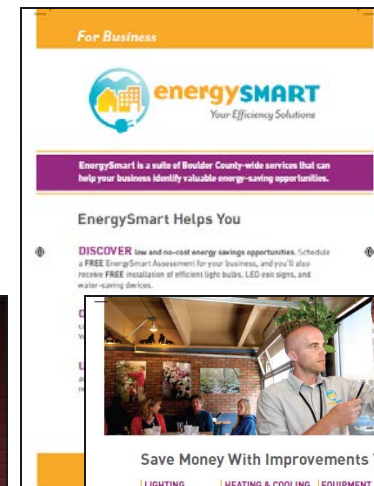 For Business
energySMART
Your Efficiency Solutions
EnergySmart is a suite of Boulder County-wide services that can
help your business identify valuable energy-saving opportunities.
EnergySmart Helps You
DISCOVER low and no-cost energy savings opportunities. Schedule
a FREE EnergySmart Assessment for your business, and you'll also
receive FREE installation of efficient light bulbs, LED exit signs, and
water-saving devices.
Save Money With Improvements
LIGHTING
HEATING & COOLING
EQUIPMENT